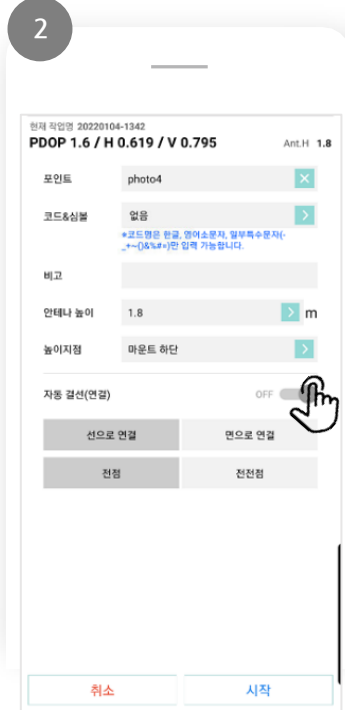 2
현재 작업명 20220104-1342
PDOP 1.6 / H 0.619 / V 0.795 Ant.H 1.8
포인트 photo4
코드&심볼 없음
*코드명은 한글, 영어소문자, 일부특수문자(-
_+~()&%#=)만 입력 가능합니다.
비고
안테나 높이 1.8 m
높이지점 마운트 하단
자동 결선(연결) OFF
선으로 연결 면으로 연결
전점 전전점
취소 시작